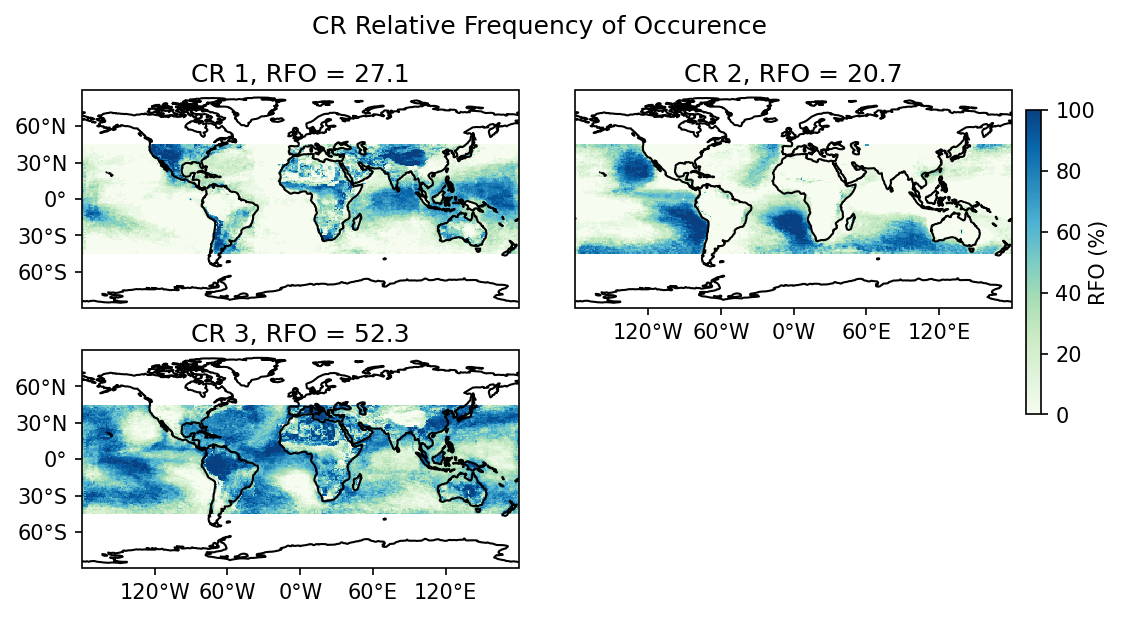 CR Relative Frequency of Occurence
CR 1, RFO = 27.1
60°N
30°N
0°
30°S
60°S
CR 2, RFO = 20.7
120°W 60°W 0°W 60°E 120°E
100
80
60
40
20
0
RFO (%)
CR 3, RFO = 52.3
60°N
30°N
0°
30°S
60°S
120°W 60°W 0°W 60°E 120°E